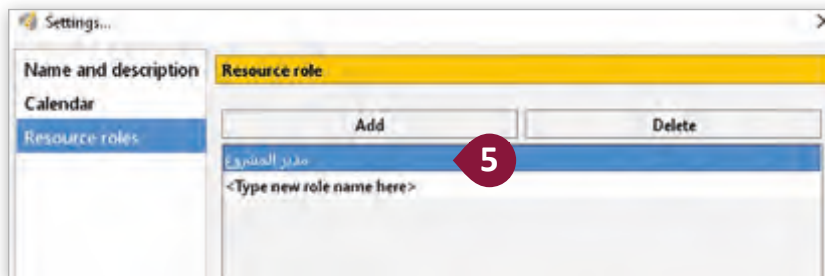 Settings...
Name and description
Calendar
Resource roles
Resource role
Add Delete
مدير المشروع
5
<Type new role name here>